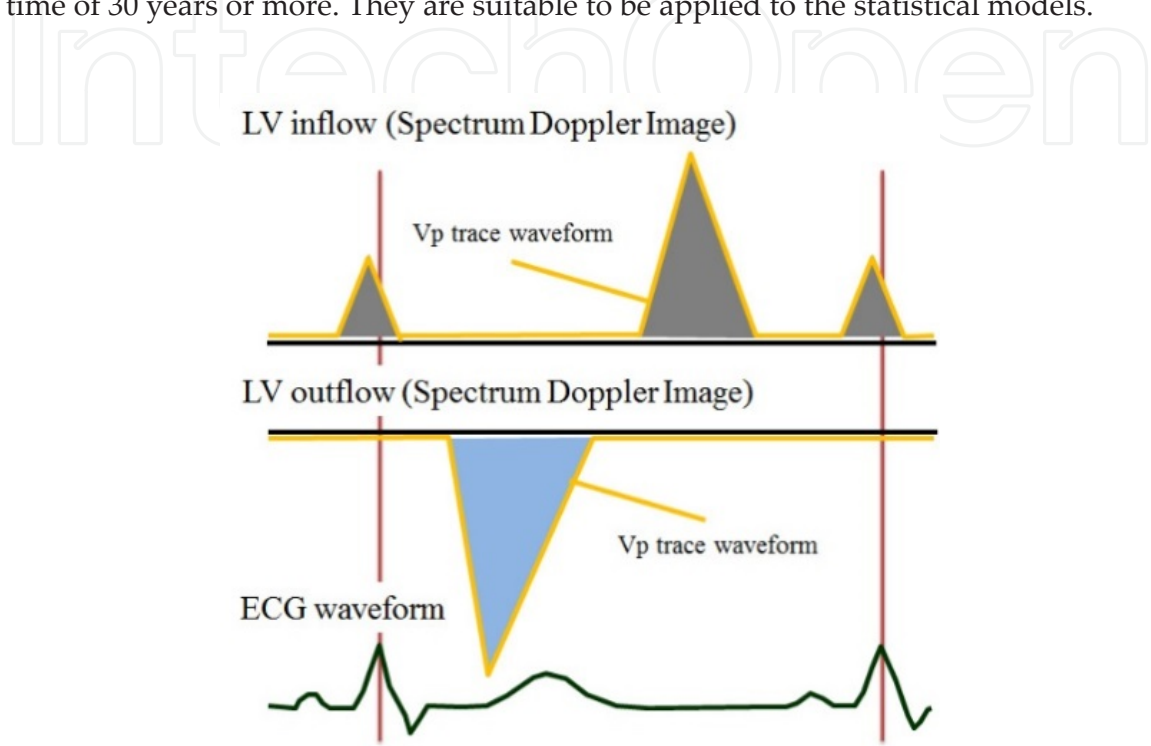 time of 30 years or more. They are suitable to be applied to the statistical models.
IntechOpen
LV inflow (Spectrum Doppler Image)
Vp trace waveform
LV outflow (Spectrum Doppler Image)
Vp trace waveform
ECG waveform